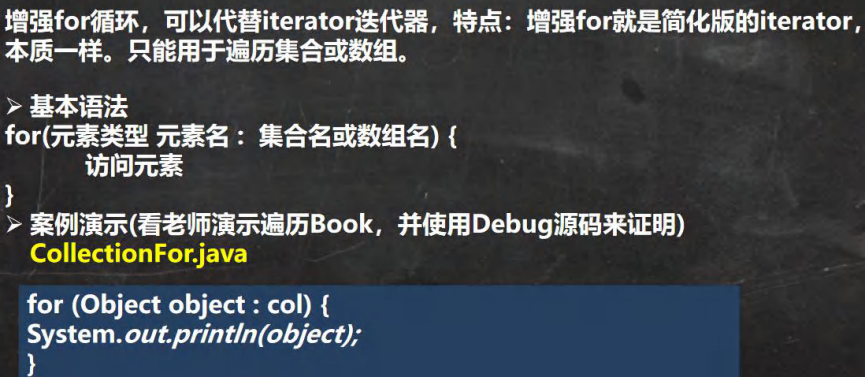 增强for循环，可以代替iterator迭代器，特点：增强for就是简化版的iterator，
本质一样。只能用于遍历集合或数组。
➢ 基本语法
for(元素类型 元素名 : 集合名或数组名) {
访问元素
}
➢ 案例演示(看老师演示遍历Book，并使用Debug源码来证明)
CollectionFor.java
for (Object object : col) {
System.out.println(object);
}